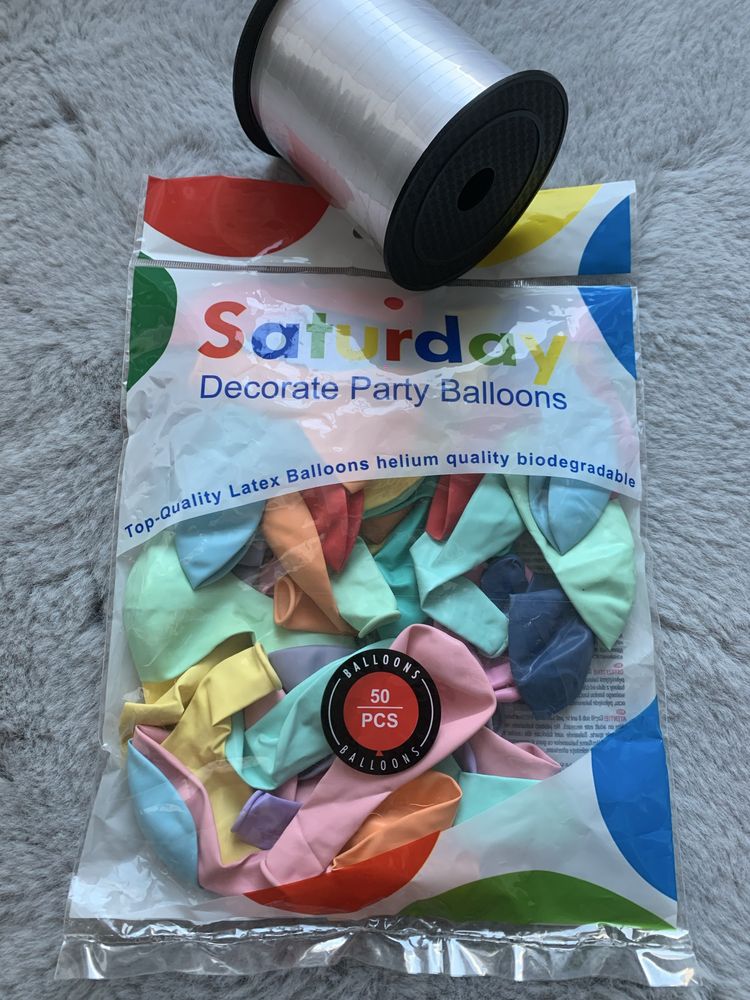 Saturday
Decorate Party Balloons
Top-Quality Latex Balloons helium quality biodegradable
BALLOONS
50
PCS
BALLOONS